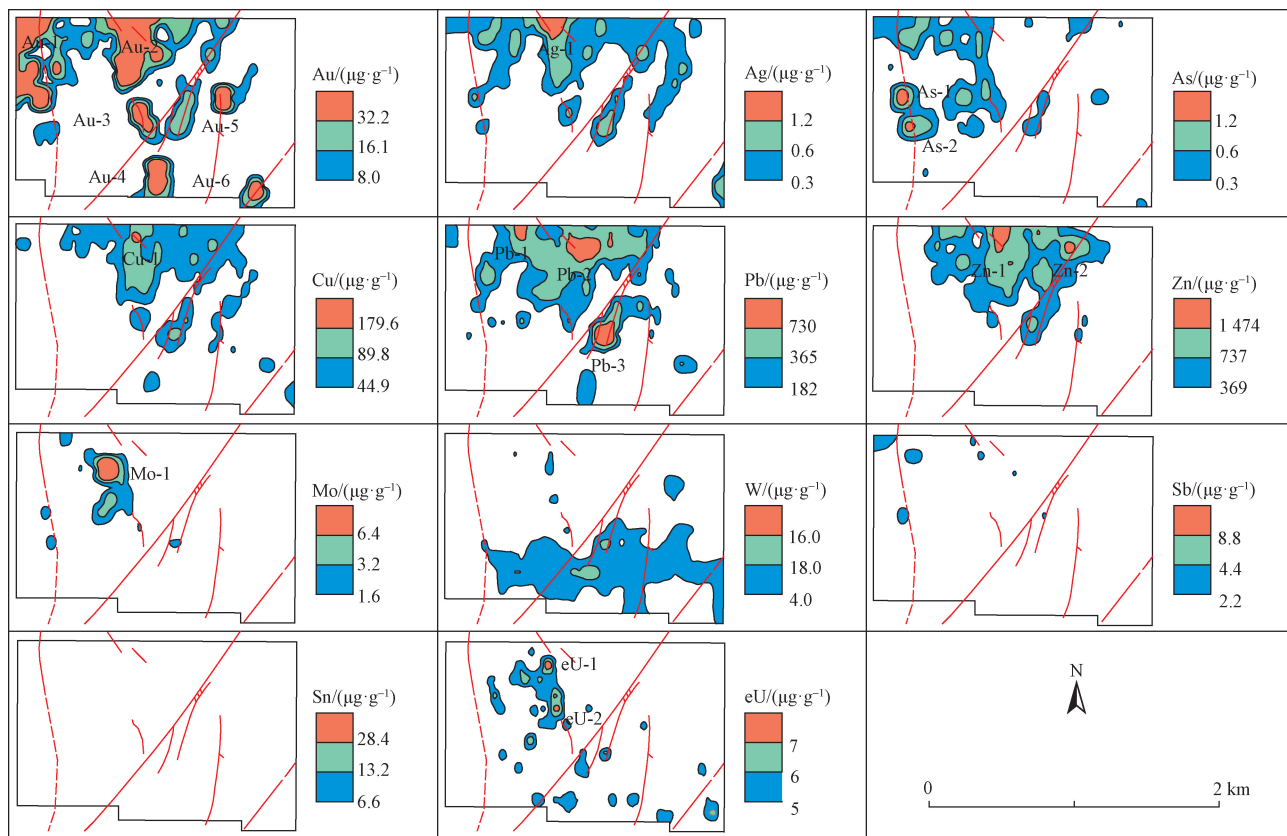 Au-1
Au-2
Au-3
Au-5
Au-4
Au-6
Au/(μg·g⁻¹)
32.2
16.1
8.0
Ag-1
Ag/(μg·g⁻¹)
1.2
0.6
0.3
As-1
As-2
As/(μg·g⁻¹)
1.2
0.6
0.3
Cu-1
Cu/(μg·g⁻¹)
179.6
89.8
44.9
Pb-1
Pb-2
Pb-3
Pb/(μg·g⁻¹)
730
365
182
Zn-1
Zn-2
Zn/(μg·g⁻¹)
1 474
737
369
Mo-1
Mo/(μg·g⁻¹)
6.4
3.2
1.6
W/(μg·g⁻¹)
16.0
18.0
4.0
Sb/(μg·g⁻¹)
8.8
4.4
2.2
Sn/(μg·g⁻¹)
28.4
13.2
6.6
eU-1
eU-2
eU/(μg·g⁻¹)
7
6
5
N
0
2 km